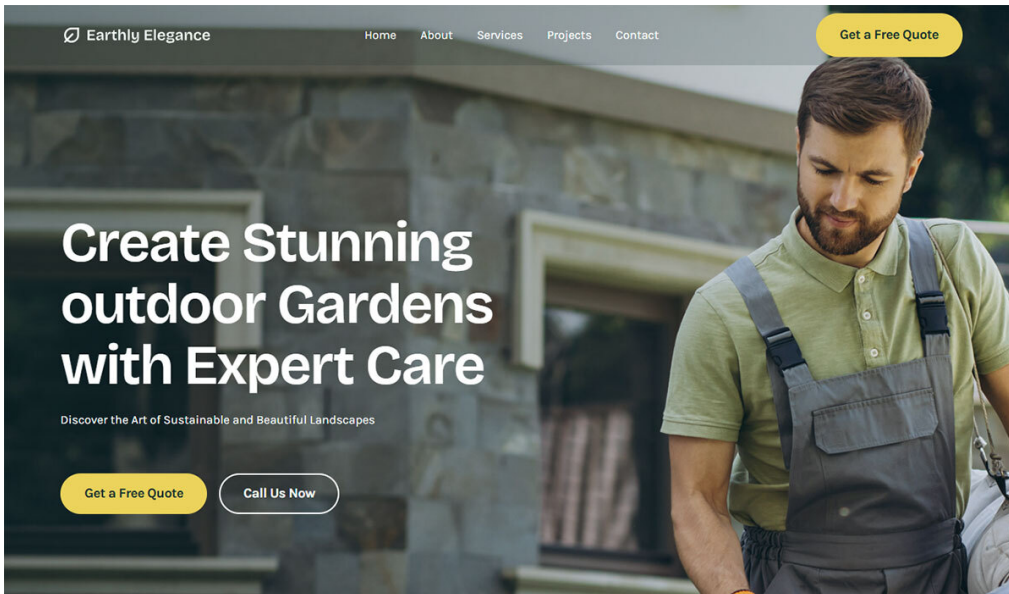 Earthly Elegance
Home About Services Projects Contact
Get a Free Quote
Create Stunning
outdoor Gardens
with Expert Care
Discover the Art of Sustainable and Beautiful Landscapes
Get a Free Quote
Call Us Now